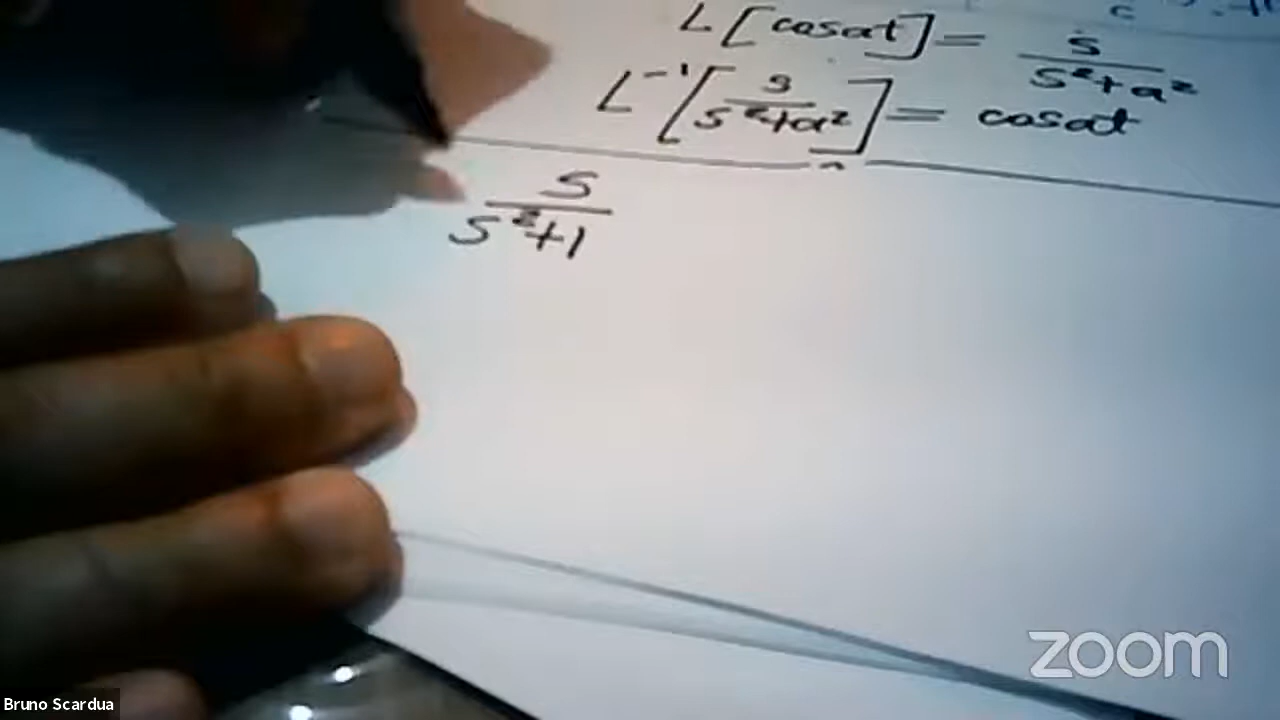 L[cosat] = s/(s²+a²)
L⁻¹[s/(s²+a²)] = cosat
s/(s²+1)
zoom
Bruno Scardua